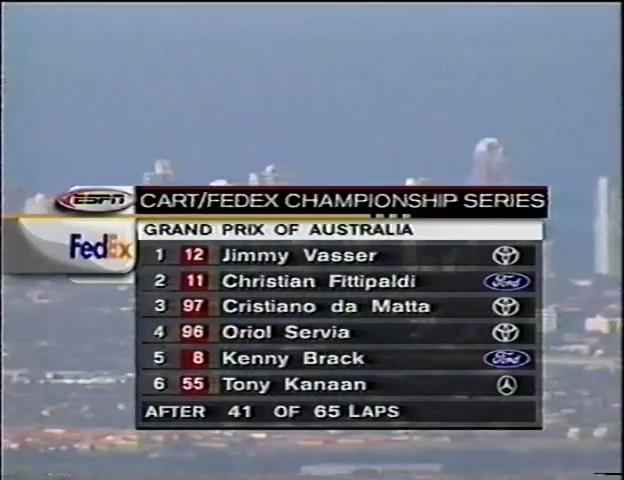 ESPN
CART/FEDEX CHAMPIONSHIP SERIES
FedEx
GRAND PRIX OF AUSTRALIA
1 12 Jimmy Vasser
2 11 Christian Fittipaldi Ford
3 97 Cristiano da Matta
4 96 Oriol Servia
5 8 Kenny Brack Ford
6 55 Tony Kanaan
AFTER 41 OF 65 LAPS